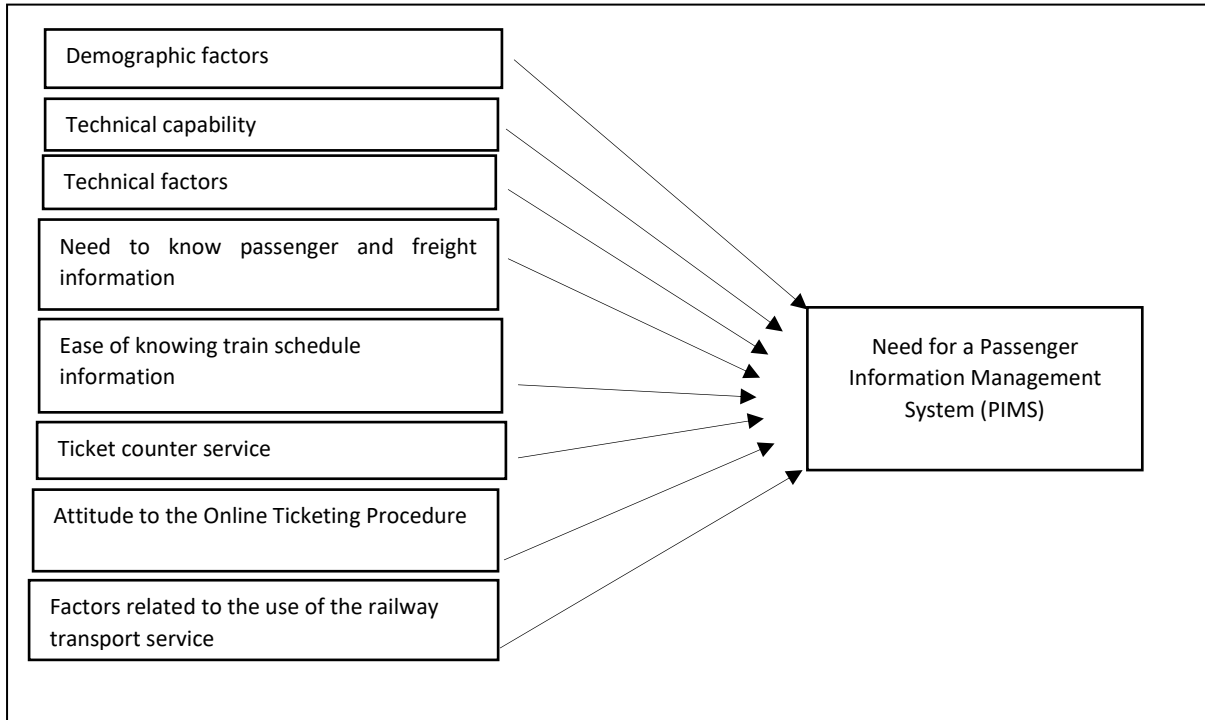 Demographic factors
Technical capability
Technical factors
Need to know passenger and freight
information
Ease of knowing train schedule
information
Ticket counter service
Attitude to the Online Ticketing Procedure
Factors related to the use of the railway
transport service
Need for a Passenger
Information Management
System (PIMS)